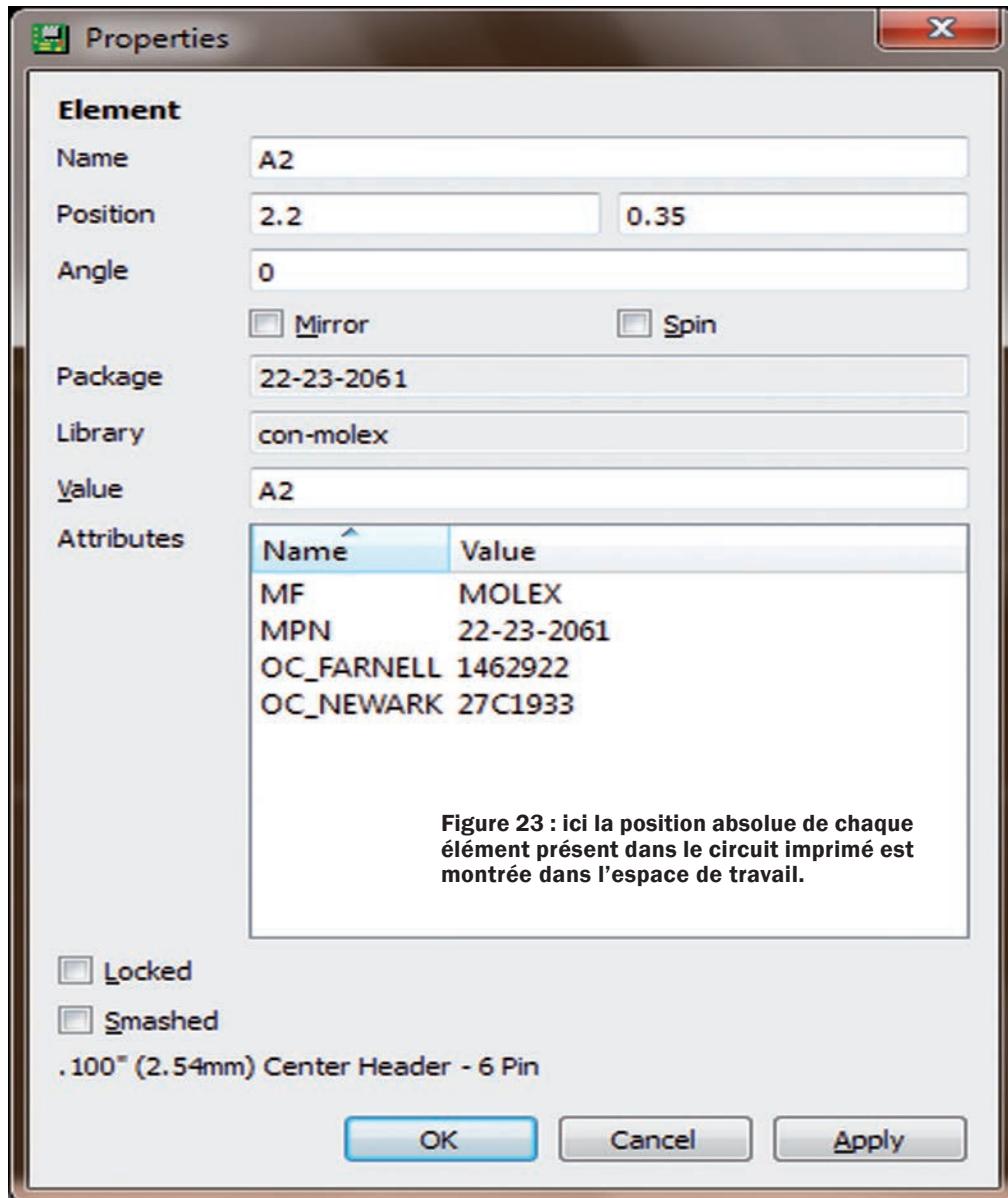 Properties
Element
Name A2
Position 2.2 0.35
Angle 0
Mirror Spin
Package 22-23-2061
Library con-molex
Value A2
Attributes
Name Value
MF MOLEX
MPN 22-23-2061
OC_FARNELL 1462922
OC_NEWARK 27C1933
Figure 23 : ici la position absolue de chaque
élément présent dans le circuit imprimé est
montrée dans l’espace de travail.
Locked
Smashed
.100" (2.54mm) Center Header - 6 Pin
OK Cancel Apply